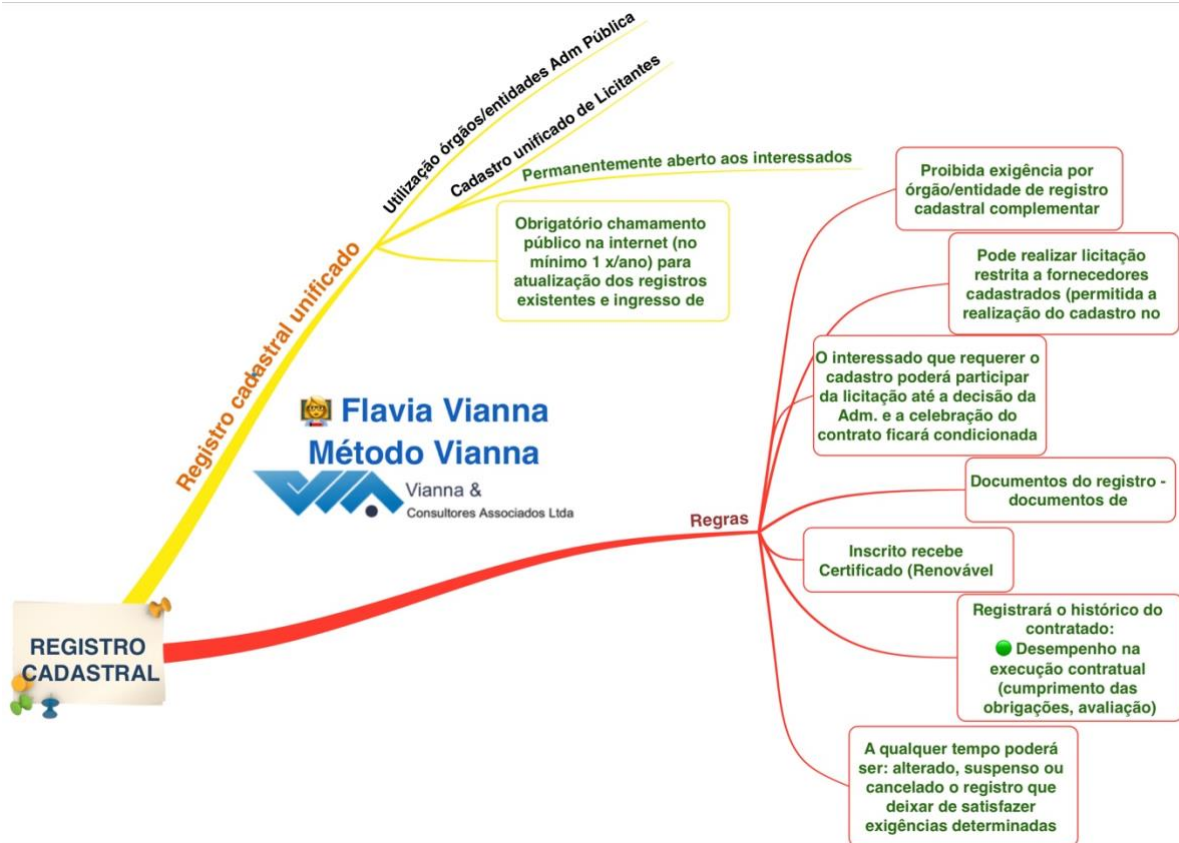 Utilização órgãos/entidades Adm Pública
Cadastro unificado de Licitantes
Permanentemente aberto aos interessados
Obrigatório chamamento
público na internet (no
mínimo 1 x/ano) para
atualização dos registros
existentes e ingresso de
Registro cadastral unificado
Proibida exigência por
órgão/entidade de registro
cadastral complementar
Pode realizar licitação
restrita a fornecedores
cadastrados (permitida a
realização do cadastro no
O interessado que requerer o
cadastro poderá participar
da licitação até a decisão da
Adm. e a celebração do
contrato ficará condicionada
Flavia Vianna
Método Vianna
Vianna &
Consultores Associados Ltda
Regras
Documentos do registro -
documentos de
Inscrito recebe
Certificado (Renovável
Registrará o histórico do
contratado:
Desempenho na
execução contratual
(cumprimento das
obrigações, avaliação)
A qualquer tempo poderá
ser: alterado, suspenso ou
cancelado o registro que
deixar de satisfazer
exigências determinadas
REGISTRO
CADASTRAL